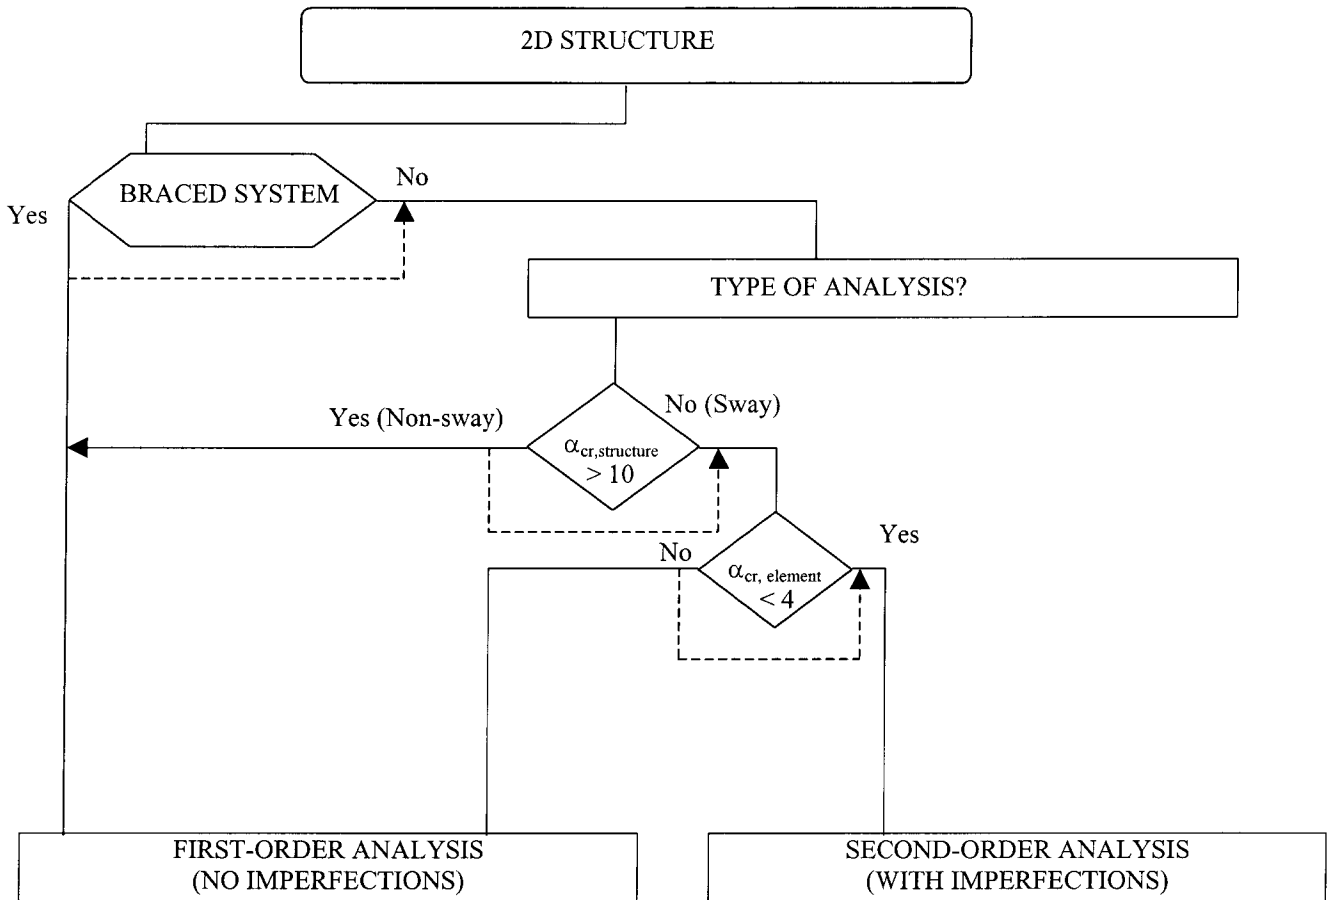 2D STRUCTURE
No
BRACED SYSTEM
Yes
TYPE OF ANALYSIS?
Yes (Non-sway)
No (Sway)
αcr,structure
> 10
No
Yes
αcr, element
< 4
FIRST-ORDER ANALYSIS
(NO IMPERFECTIONS)
SECOND-ORDER ANALYSIS
(WITH IMPERFECTIONS)